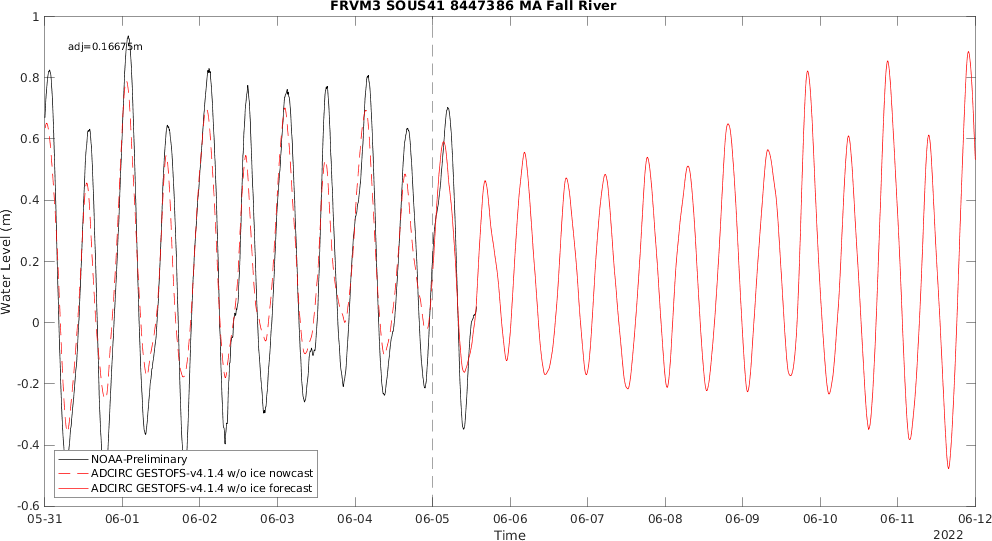 FRVM3 SOUS41 8447386 MA Fall River
adj=0.16675m
Water Level (m)
1
0.8
0.6
0.4
0.2
0
-0.2
-0.4
-0.6
NOAA-Preliminary
ADCIRC GESTOFS-v4.1.4 w/o ice nowcast
ADCIRC GESTOFS-v4.1.4 w/o ice forecast
05-31 06-01 06-02 06-03 06-04 06-05 06-06 06-07 06-08 06-09 06-10 06-11 06-12
Time
2022